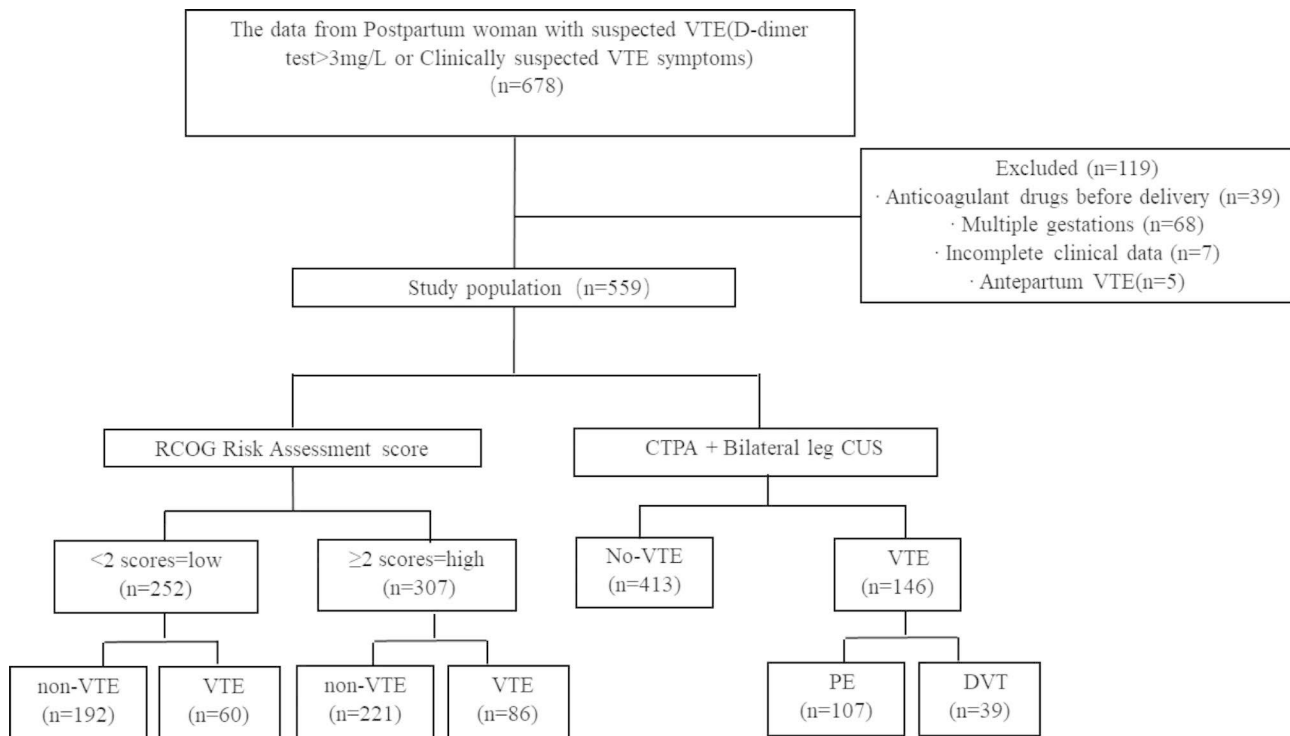 The data from Postpartum woman with suspected VTE(D-dimer
test>3mg/L or Clinically suspected VTE symptoms)
(n=678)
Excluded (n=119)
· Anticoagulant drugs before delivery (n=39)
· Multiple gestations (n=68)
· Incomplete clinical data (n=7)
· Antepartum VTE(n=5)
Study population (n=559)
RCOG Risk Assessment score
CTPA + Bilateral leg CUS
<2 scores=low
(n=252)
≥2 scores=high
(n=307)
No-VTE
(n=413)
VTE
(n=146)
non-VTE
(n=192)
VTE
(n=60)
non-VTE
(n=221)
VTE
(n=86)
PE
(n=107)
DVT
(n=39)